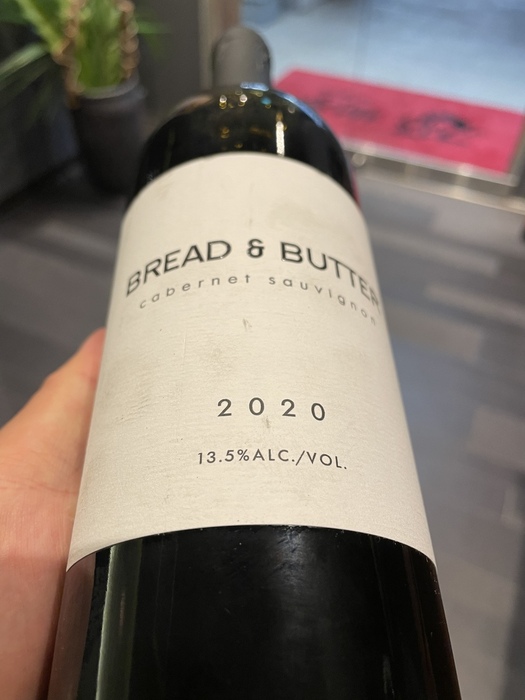 BREAD & BUTTER
cabernet sauvignon
2020
13.5%ALC./VOL.